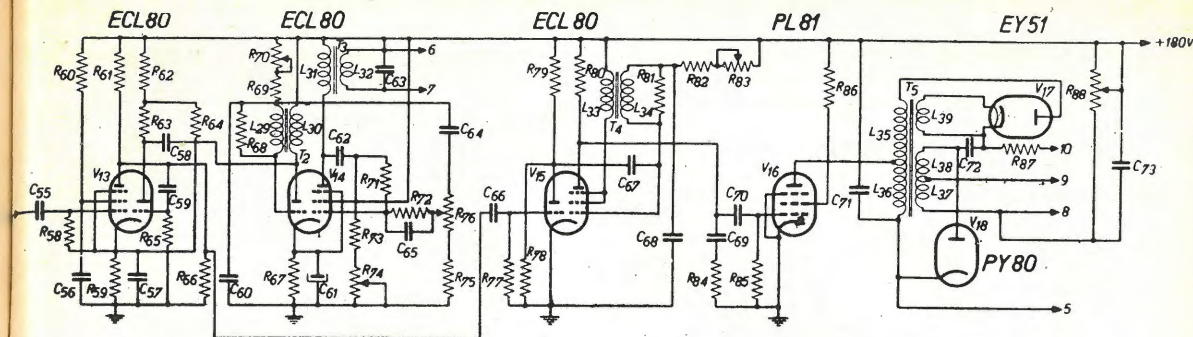 ECL80 ECL80 ECL80 PL81 EY51
+180V
R60 R61 R62 R70 L31 T3 L32 C63 6 7
R79 R80 R81 R82 R83 R86 R88
R63 R64 R69 L29 L30 R68 T2 C64 L33 L34 T4
L35 T5 L39 V17
C58 C62 C72 R87 10
V13 V14 R71 V15 C67 V16 C71 L38 9 C73
C55 C59 R72 R76 C66 C70 L36 L37 8
R58 R65 C65 C68 C69 V18
R73 PY80
C56 R59 C57 R66 C60 R67 C61 R74 R75 R77 R78 R84 R85
5